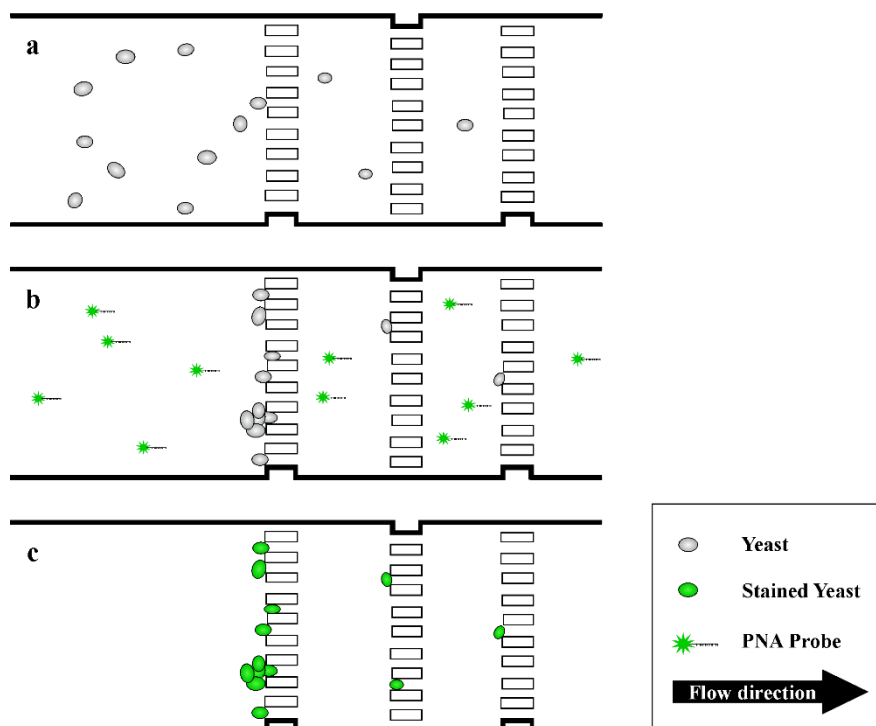 a
b
c
Yeast
Stained Yeast
PNA Probe
Flow direction